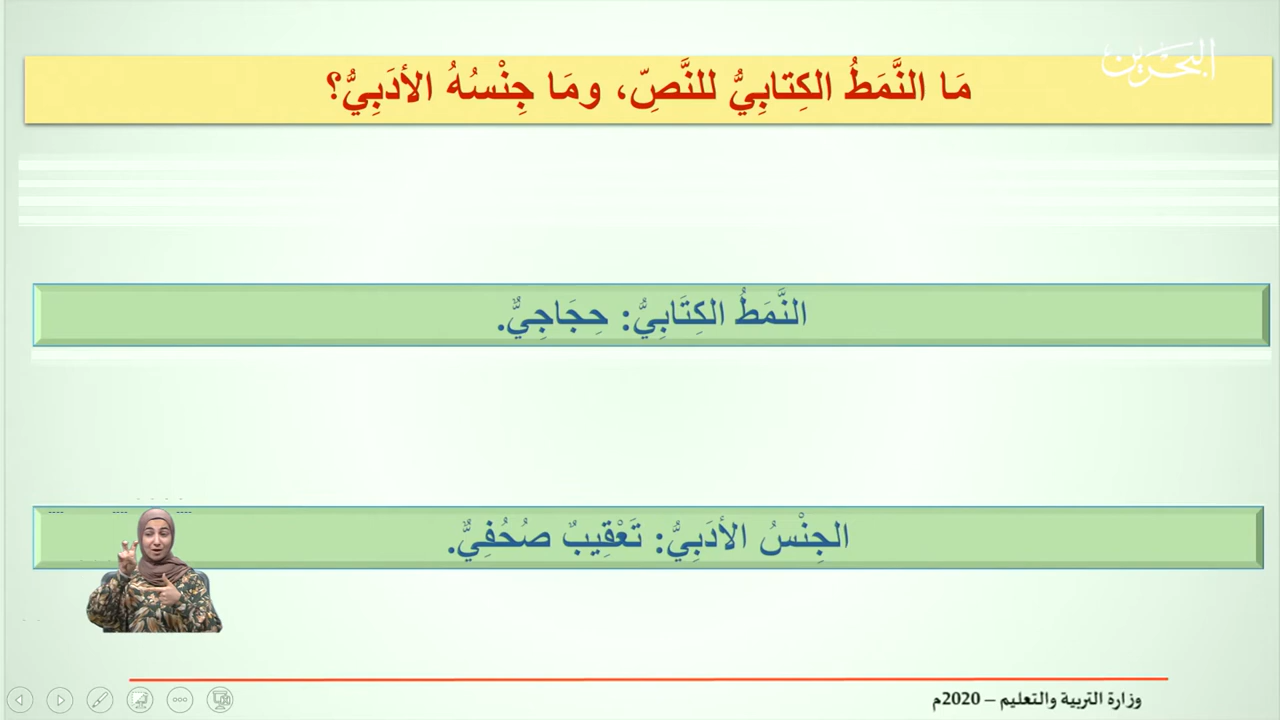 البحرين
مَا النَّمَطُ الكِتابِيُّ للنَّصِّ، ومَا جِنْسُهُ الأدَبِيُّ؟
النَّمَطُ الكِتَابِيُّ: حِجَاجِيٌّ.
الجِنْسُ الأدَبِيُّ: تَعْقِيبٌ صُحُفِيٌّ.
وزارة التربية والتعليم – 2020م